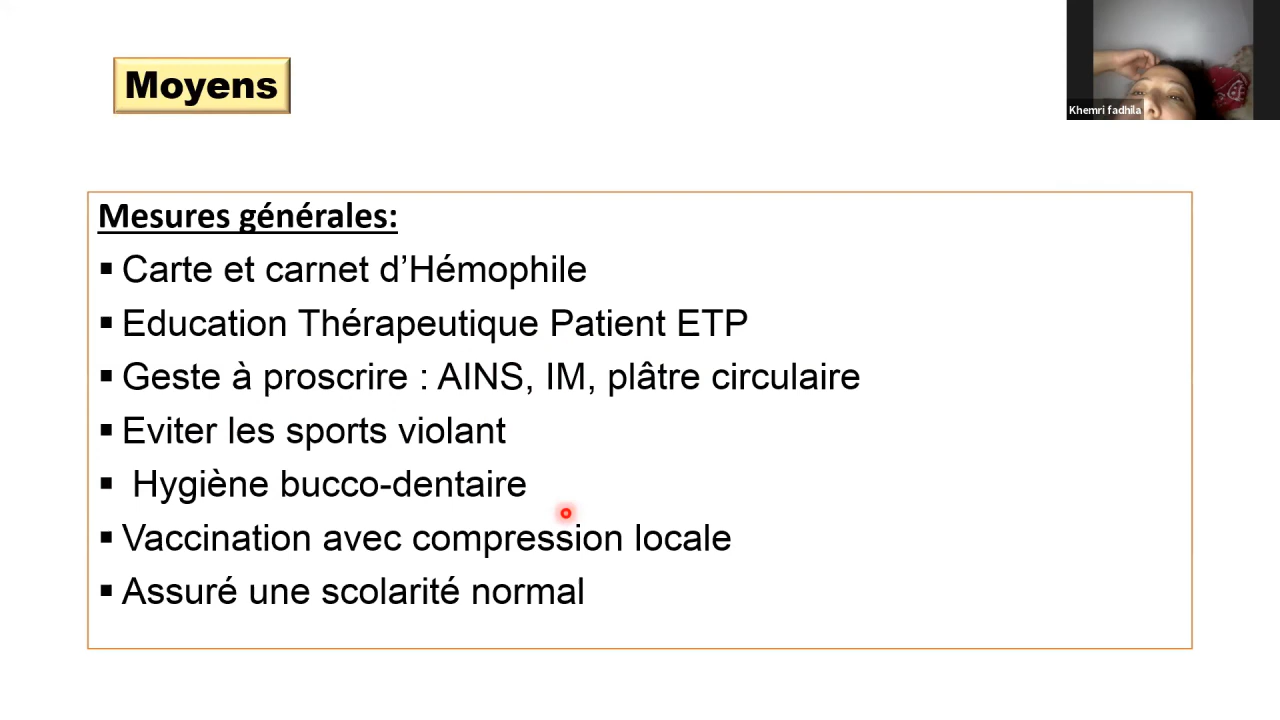 Moyens
Khemri fadhila
Mesures générales:
▪ Carte et carnet d’Hémophile
▪ Education Thérapeutique Patient ETP
▪ Geste à proscrire : AINS, IM, plâtre circulaire
▪ Eviter les sports violant
▪ Hygiène bucco-dentaire
▪ Vaccination avec compression locale
▪ Assuré une scolarité normal